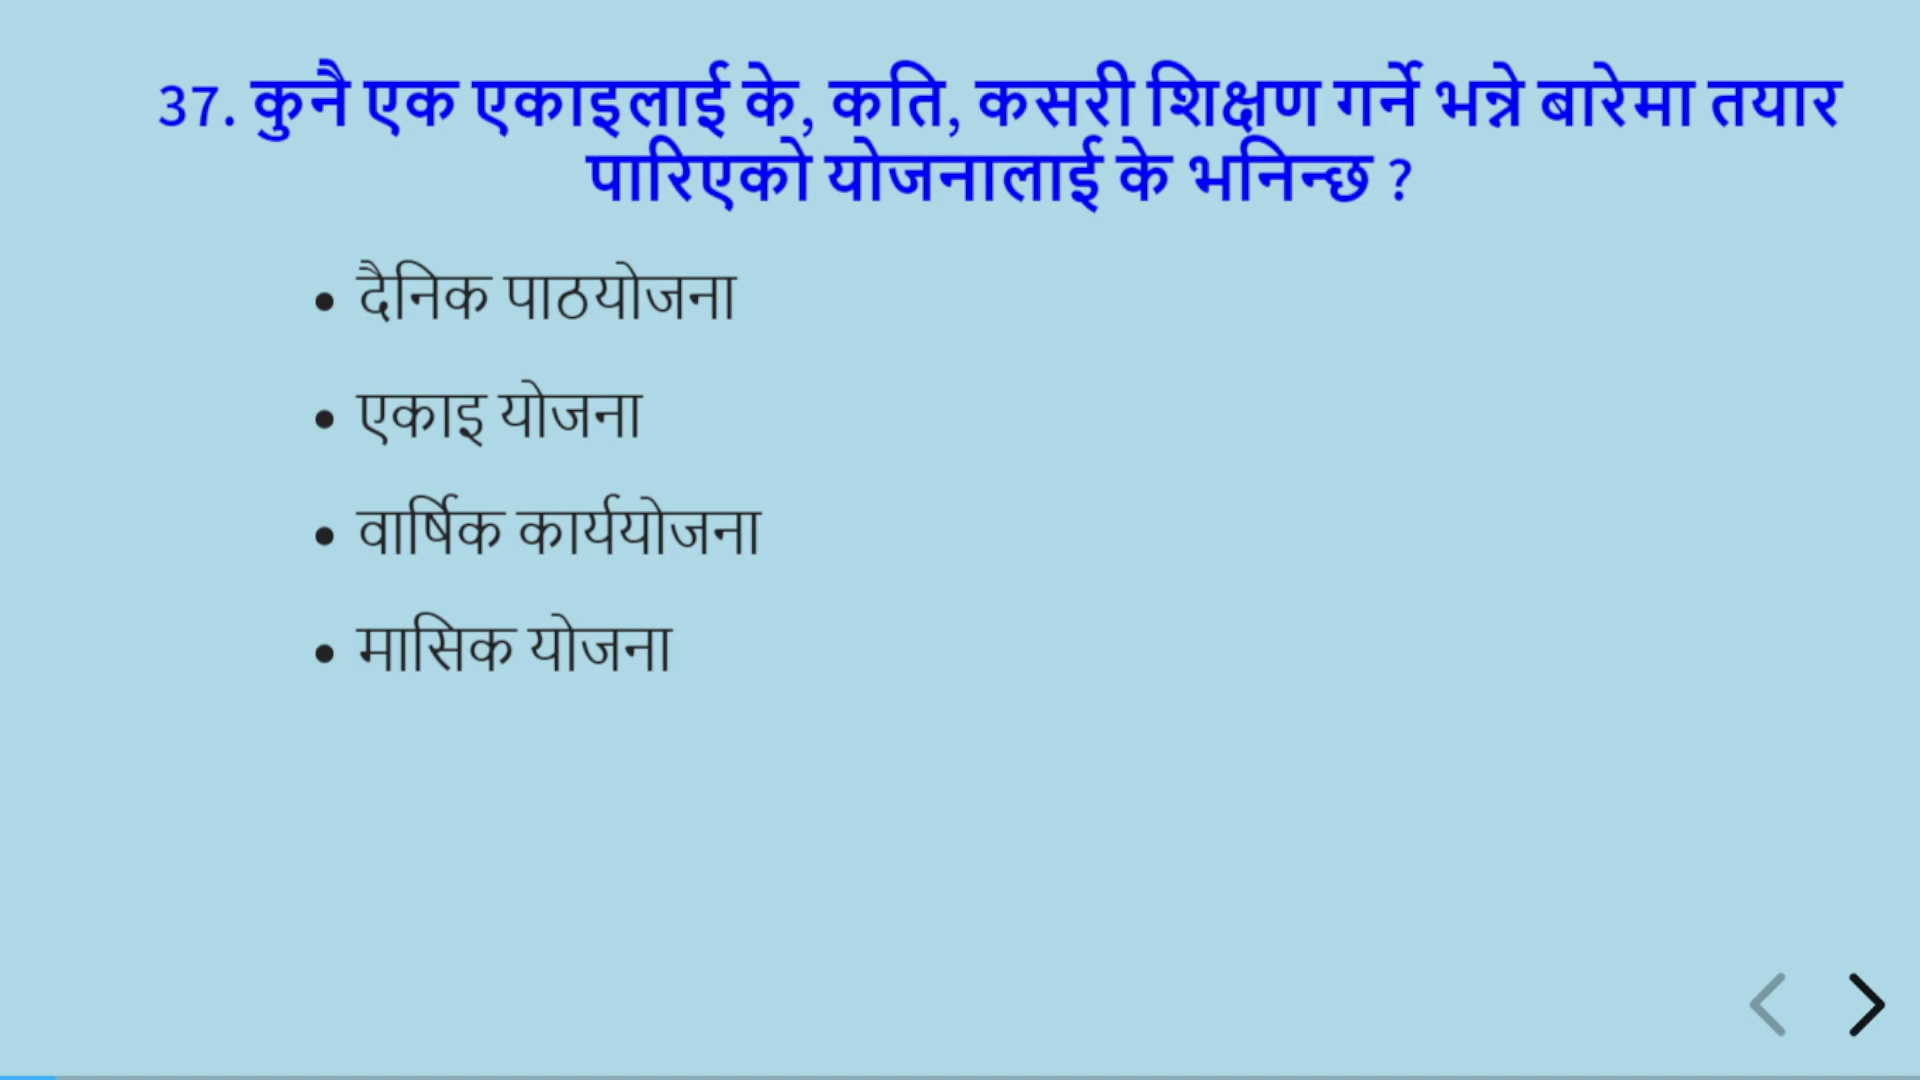 37. कुनै एक एकाइलाई के, कति, कसरी शिक्षण गर्ने भन्ने बारेमा तयार
पारिएको योजनालाई के भनिन्छ ?
• दैनिक पाठयोजना
• एकाइ योजना
• वार्षिक कार्ययोजना
• मासिक योजना